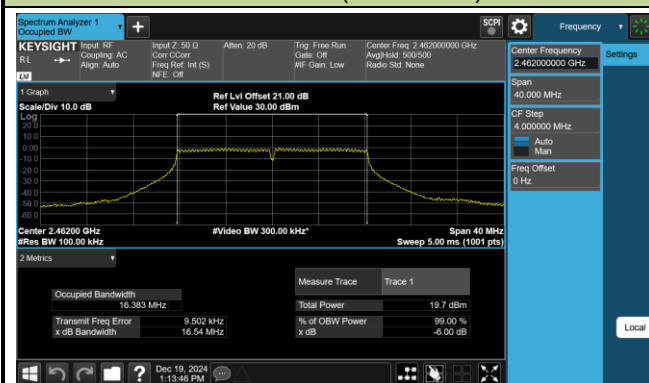 Spectrum Analyzer 1
Occupied BW
SCPI
Frequency
KEYSIGHT
RL
LXI
Input: RF
Coupling: AC
Align: Auto
Input Z: 50 Ω
Corr CCorr
Freq Ref: Int (S)
NFE: Off
Atten: 20 dB
Trig: Free Run
Gate: Off
#IF Gain: Low
Center Freq: 2.462000000 GHz
Avg|Hold: 500/500
Radio Std: None
Center Frequency
2.462000000 GHz
Settings
Span
40.000 MHz
CF Step
4.000000 MHz
Auto
Man
Freq Offset
0 Hz
Local
1 Graph
Scale/Div 10.0 dB
Ref Lvl Offset 21.00 dB
Ref Value 30.00 dBm
Log
20.0
10.0
0.00
-10.0
-20.0
-30.0
-40.0
-50.0
-60.0
Center 2.46200 GHz
#Res BW 100.00 kHz
#Video BW 300.00 kHz*
Span 40 MHz
Sweep 5.00 ms (1001 pts)
2 Metrics
Measure Trace Trace 1
Occupied Bandwidth
16.383 MHz
Total Power 19.7 dBm
Transmit Freq Error 9.502 kHz
% of OBW Power 99.00 %
x dB Bandwidth 16.54 MHz
x dB -6.00 dB
Dec 19, 2024
1:13:46 PM